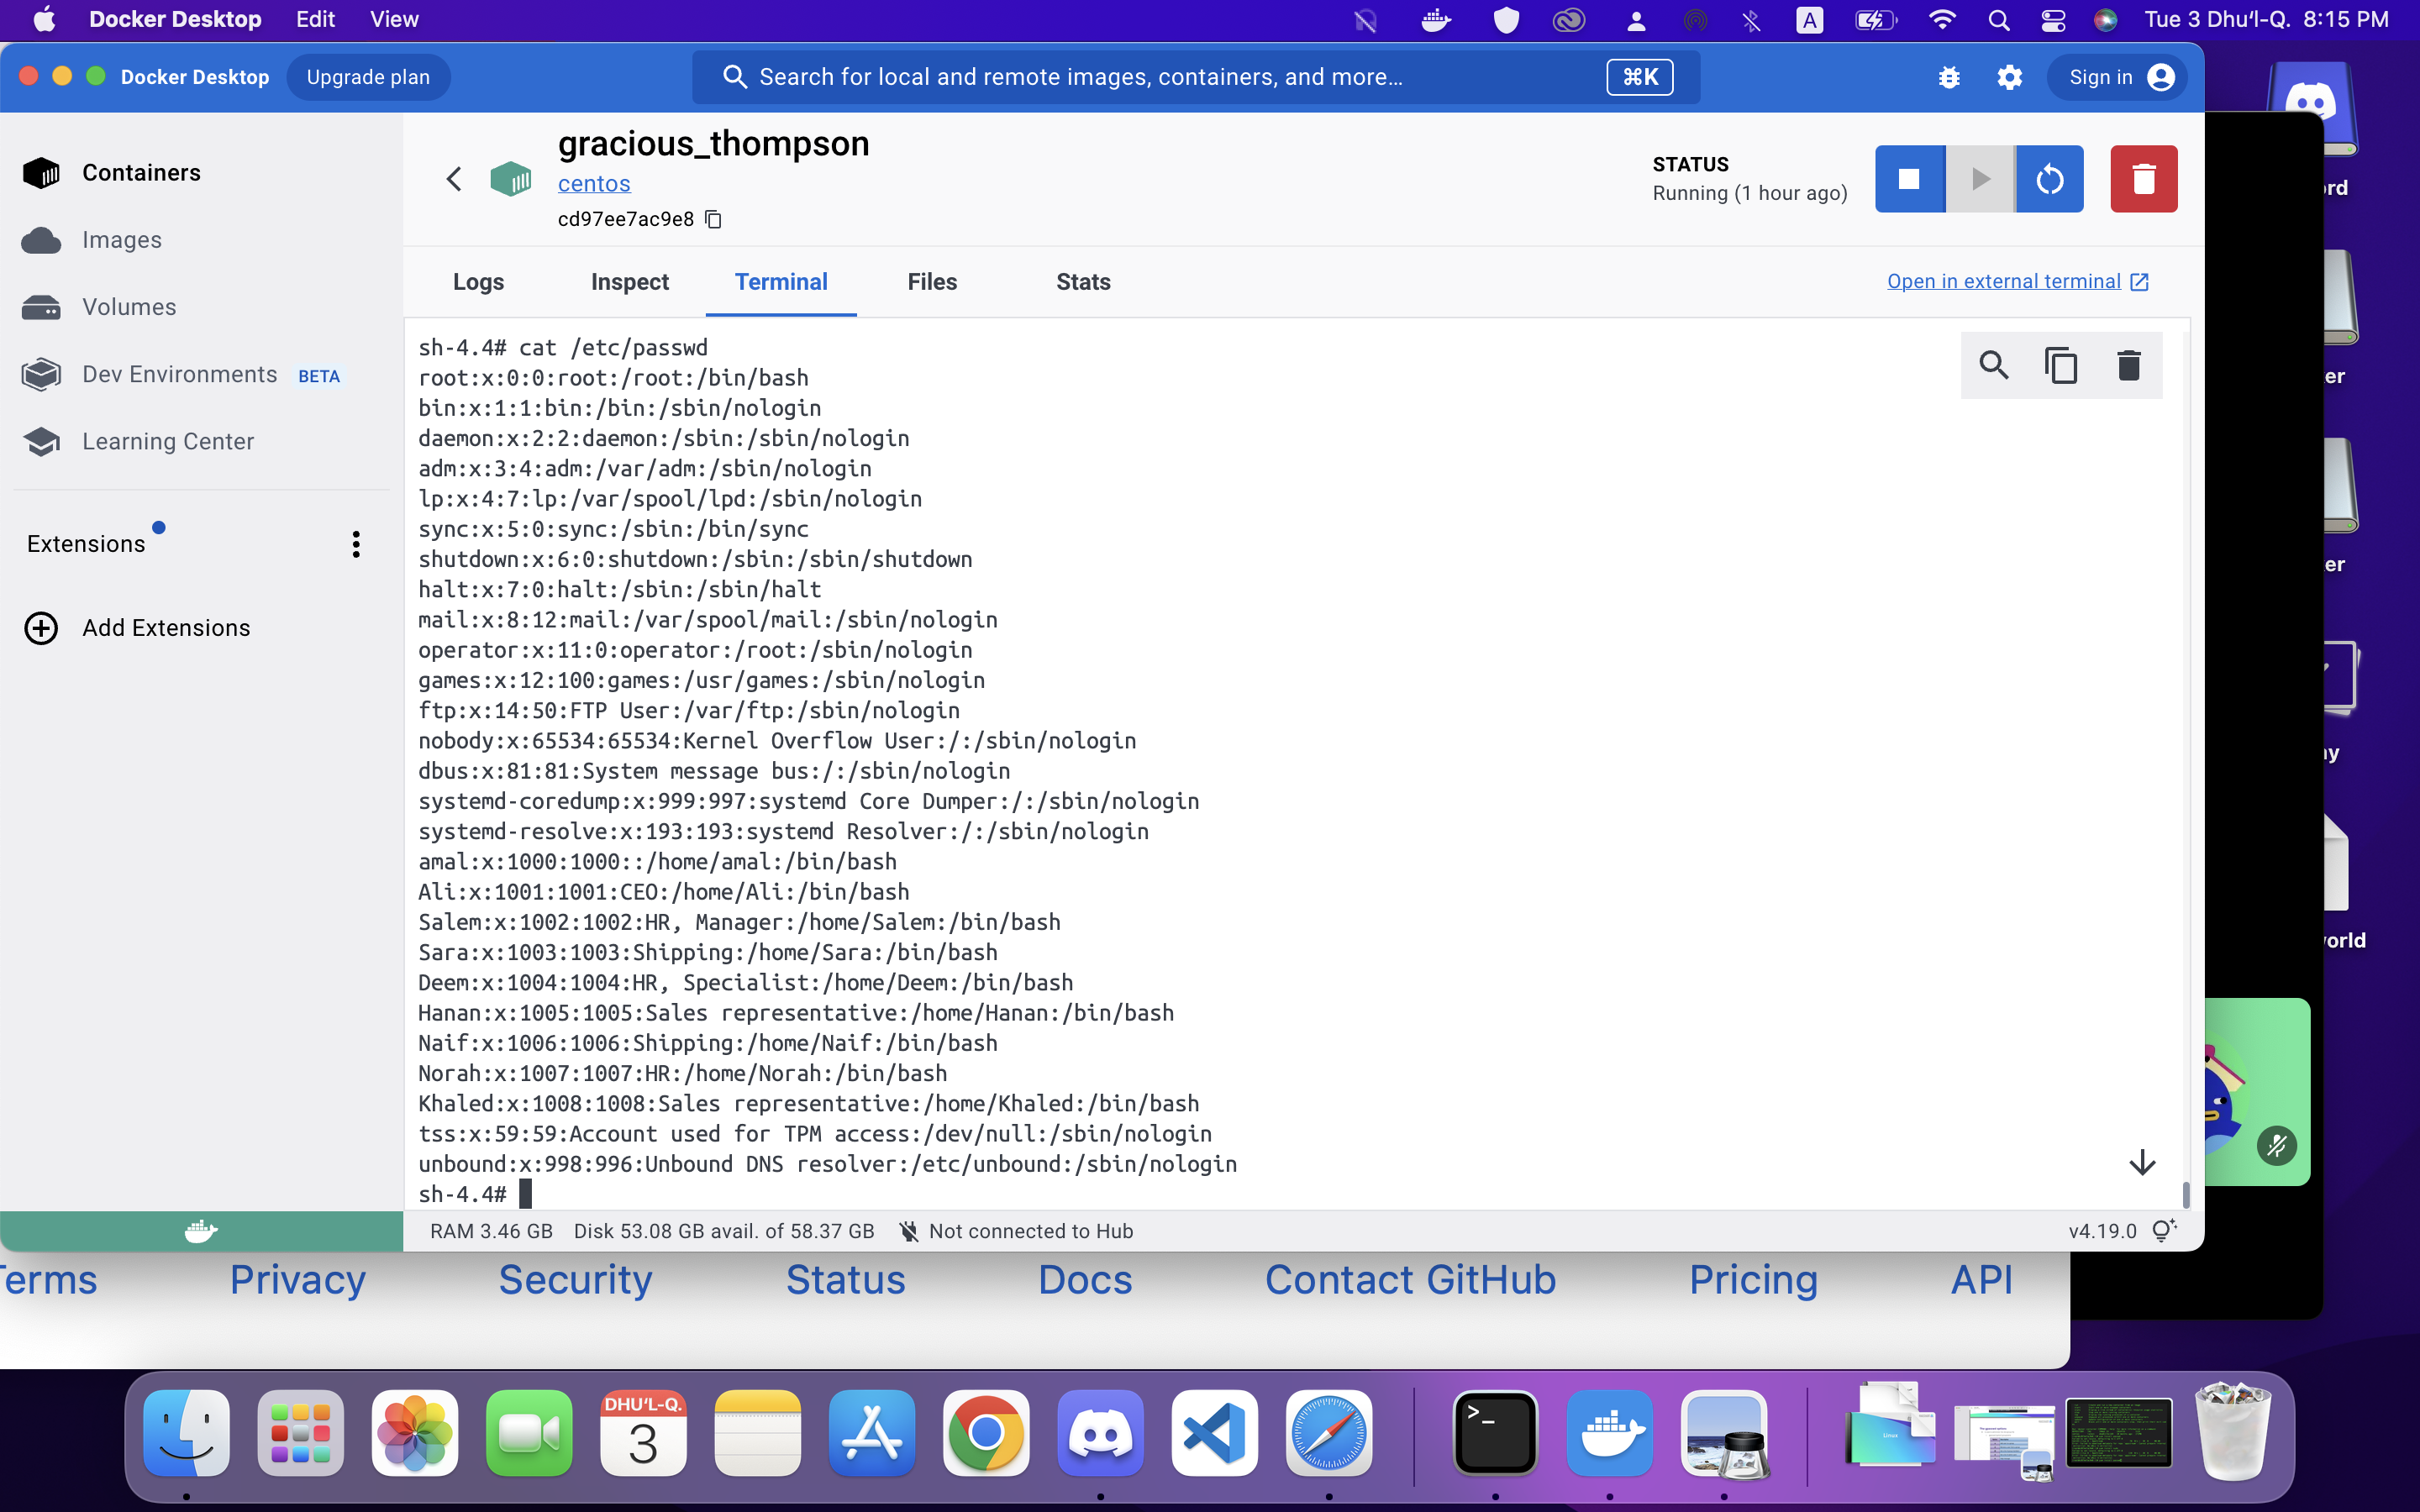 Docker Desktop Edit View A Tue 3 Dhuʻl-Q. 8:15 PM
Docker Desktop Upgrade plan Search for local and remote images, containers, and more... ⌘K Sign in
Containers
Images
Volumes
Dev Environments BETA
Learning Center
Extensions
Add Extensions
gracious_thompson
centos
cd97ee7ac9e8
STATUS
Running (1 hour ago)
Logs Inspect Terminal Files Stats Open in external terminal
sh-4.4# cat /etc/passwd
root:x:0:0:root:/root:/bin/bash
bin:x:1:1:bin:/bin:/sbin/nologin
daemon:x:2:2:daemon:/sbin:/sbin/nologin
adm:x:3:4:adm:/var/adm:/sbin/nologin
lp:x:4:7:lp:/var/spool/lpd:/sbin/nologin
sync:x:5:0:sync:/sbin:/bin/sync
shutdown:x:6:0:shutdown:/sbin:/sbin/shutdown
halt:x:7:0:halt:/sbin:/sbin/halt
mail:x:8:12:mail:/var/spool/mail:/sbin/nologin
operator:x:11:0:operator:/root:/sbin/nologin
games:x:12:100:games:/usr/games:/sbin/nologin
ftp:x:14:50:FTP User:/var/ftp:/sbin/nologin
nobody:x:65534:65534:Kernel Overflow User:/:/sbin/nologin
dbus:x:81:81:System message bus:/:/sbin/nologin
systemd-coredump:x:999:997:systemd Core Dumper:/:/sbin/nologin
systemd-resolve:x:193:193:systemd Resolver:/:/sbin/nologin
amal:x:1000:1000::/home/amal:/bin/bash
Ali:x:1001:1001:CEO:/home/Ali:/bin/bash
Salem:x:1002:1002:HR, Manager:/home/Salem:/bin/bash
Sara:x:1003:1003:Shipping:/home/Sara:/bin/bash
Deem:x:1004:1004:HR, Specialist:/home/Deem:/bin/bash
Hanan:x:1005:1005:Sales representative:/home/Hanan:/bin/bash
Naif:x:1006:1006:Shipping:/home/Naif:/bin/bash
Norah:x:1007:1007:HR:/home/Norah:/bin/bash
Khaled:x:1008:1008:Sales representative:/home/Khaled:/bin/bash
tss:x:59:59:Account used for TPM access:/dev/null:/sbin/nologin
unbound:x:998:996:Unbound DNS resolver:/etc/unbound:/sbin/nologin
sh-4.4#
RAM 3.46 GB Disk 53.08 GB avail. of 58.37 GB Not connected to Hub v4.19.0
rd
er
er
y
orld
erms Privacy Security Status Docs Contact GitHub Pricing API
DHUʻL-Q.
3
>_
Linux